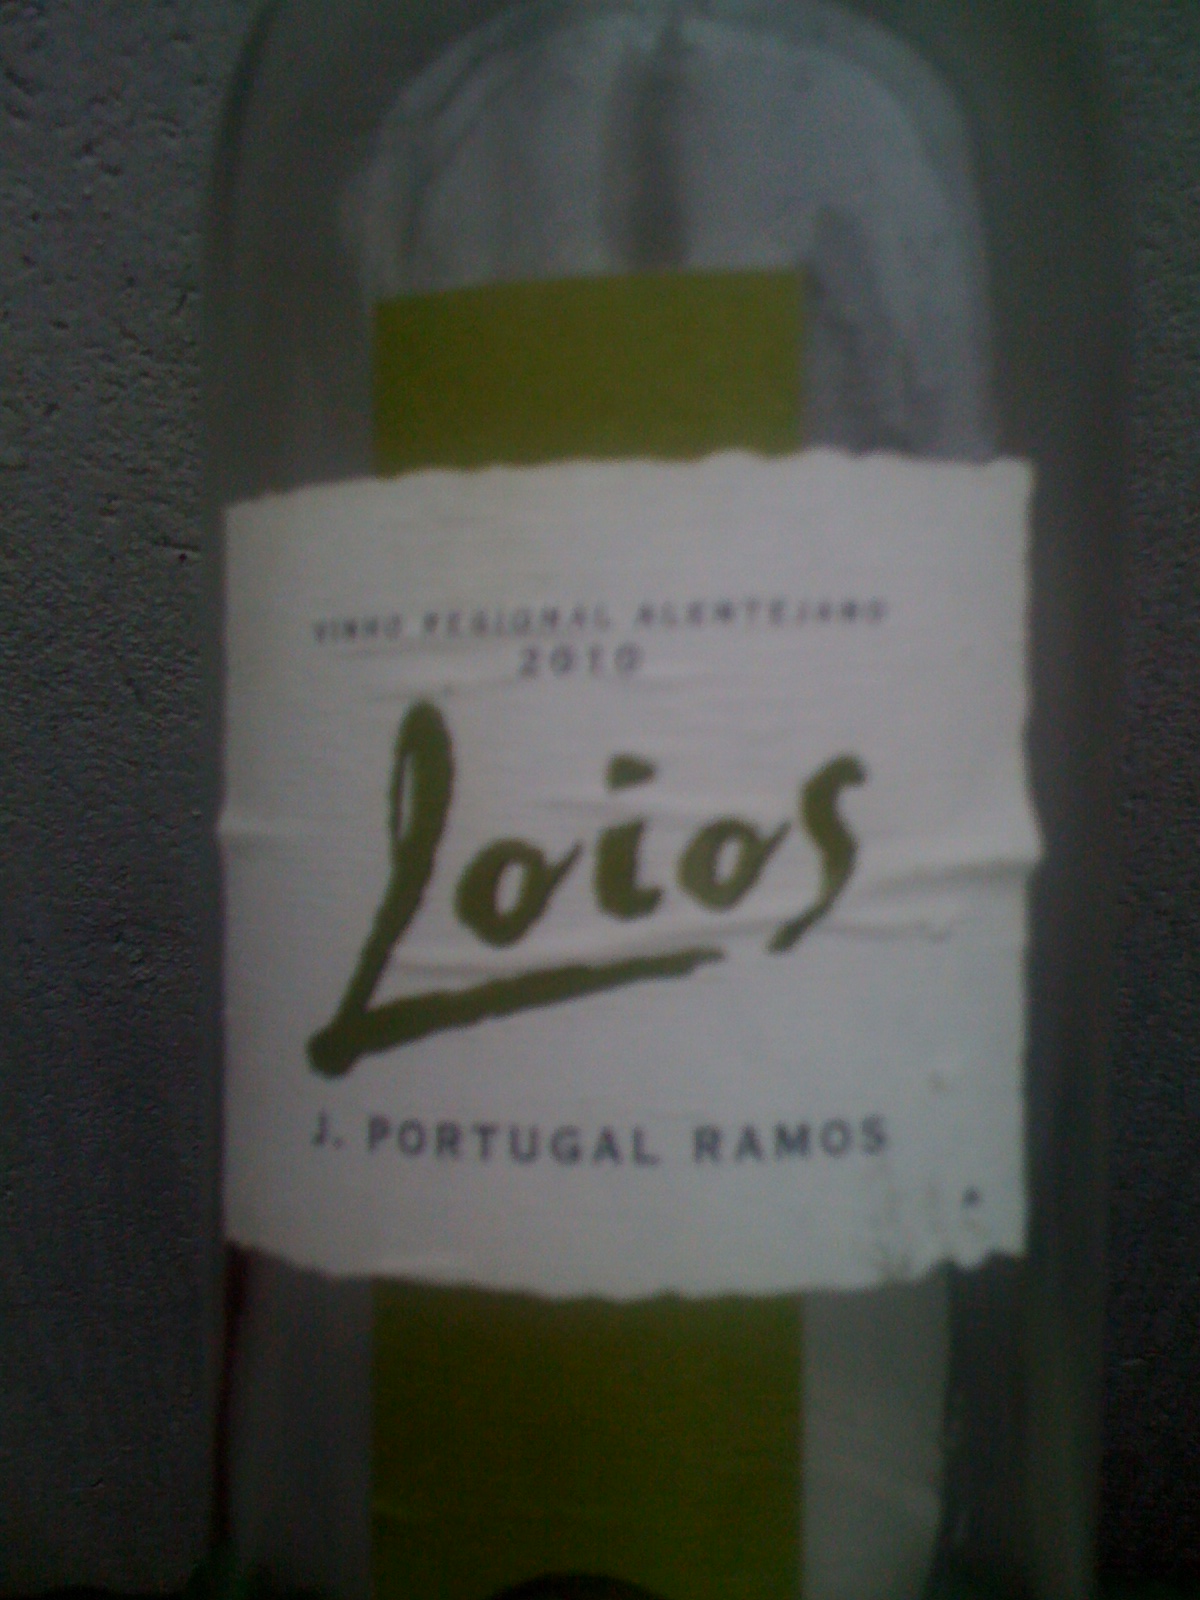 VINHO REGIONAL ALENTEJANO
2010
Loios
J. PORTUGAL RAMOS